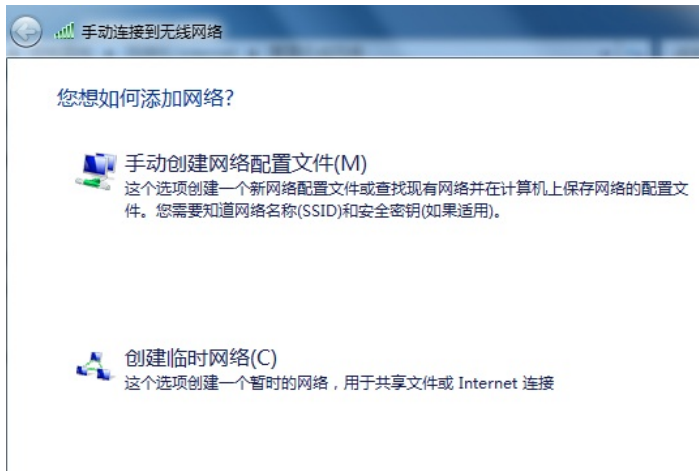 手动连接到无线网络
您想如何添加网络?
手动创建网络配置文件(M)
这个选项创建一个新网络配置文件或查找现有网络并在计算机上保存网络的配置文
件。您需要知道网络名称(SSID)和安全密钥(如果适用)。
创建临时网络(C)
这个选项创建一个暂时的网络，用于共享文件或 Internet 连接